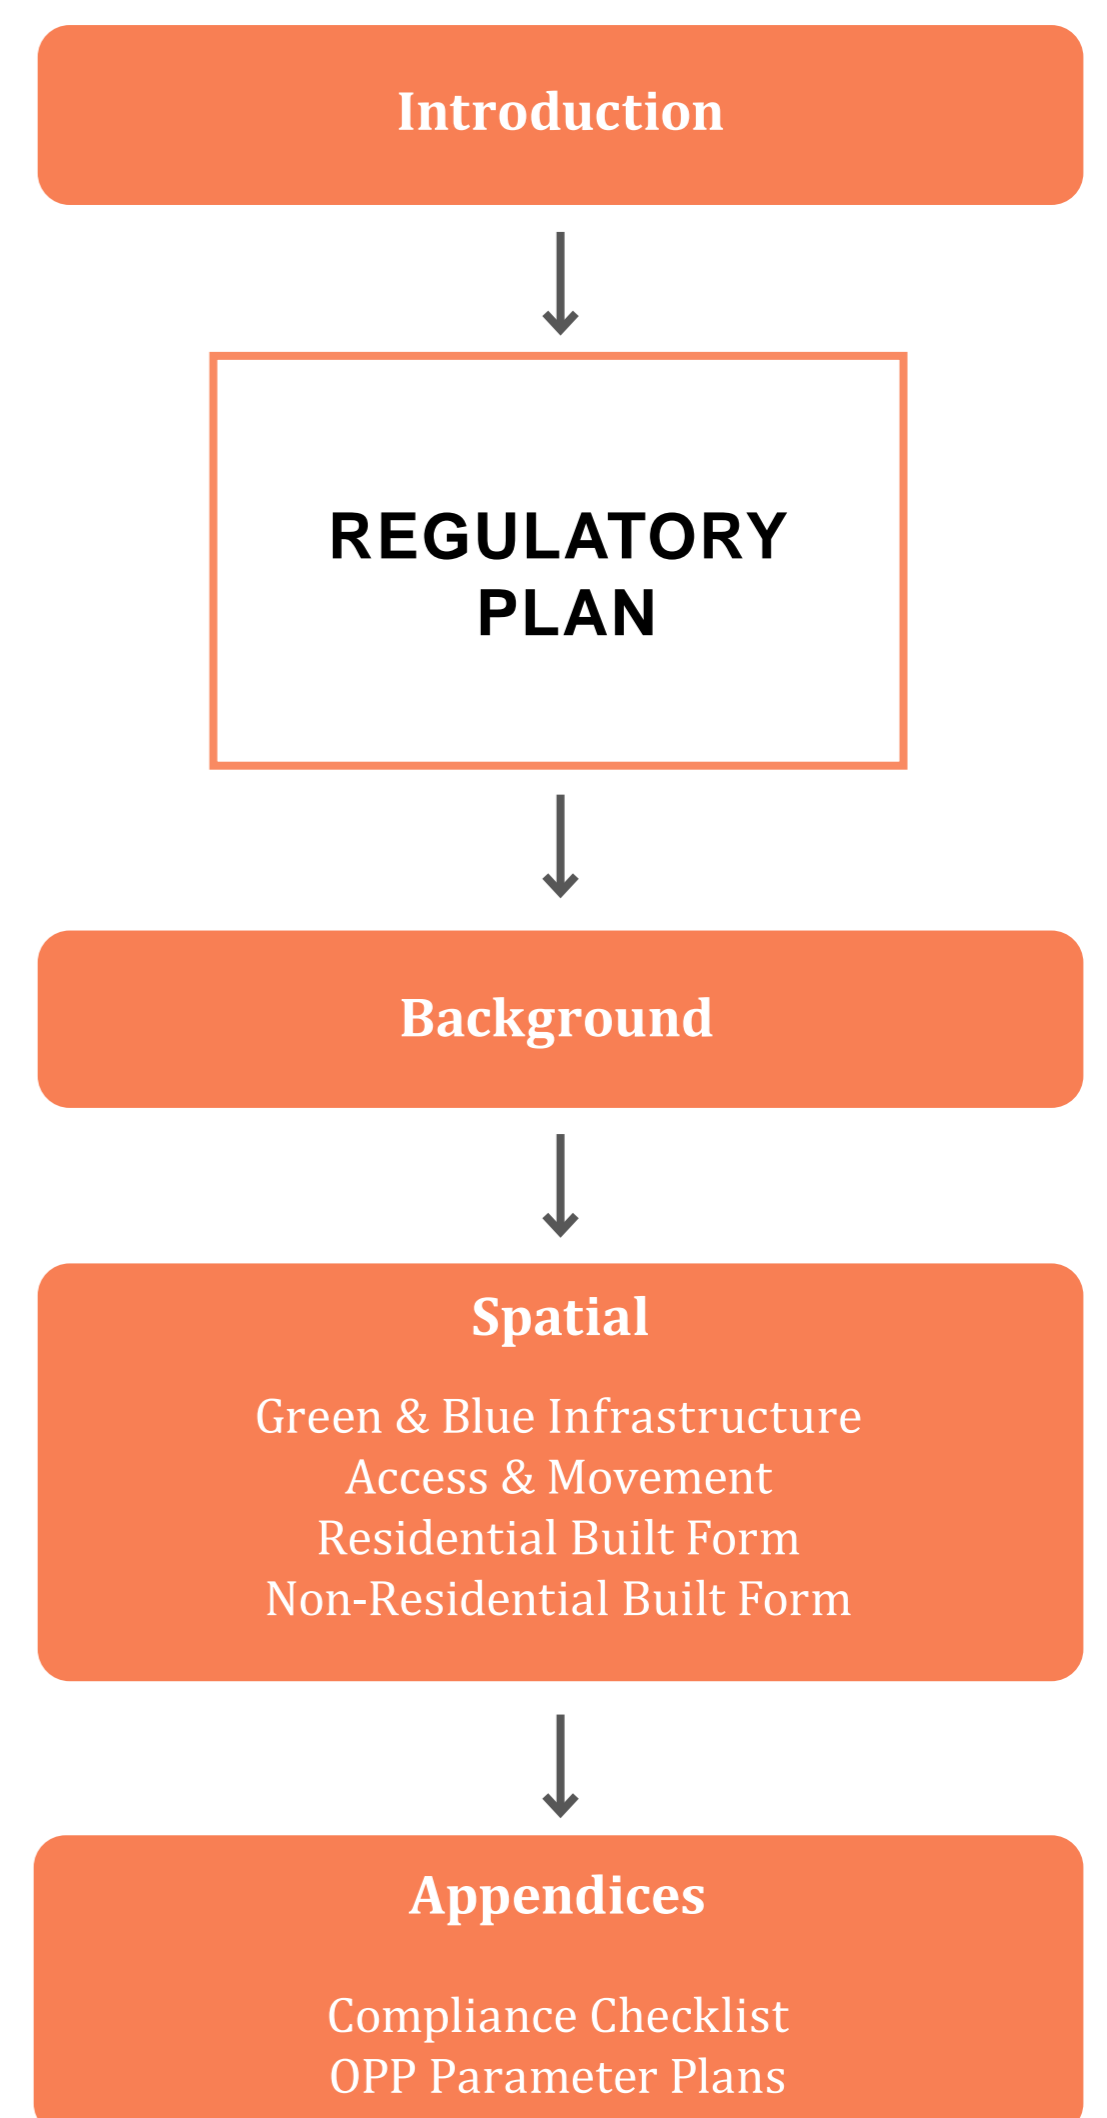 Introduction
REGULATORY
PLAN
Background
Spatial
Green & Blue Infrastructure
Access & Movement
Residential Built Form
Non-Residential Built Form
Appendices
Compliance Checklist
OPP Parameter Plans